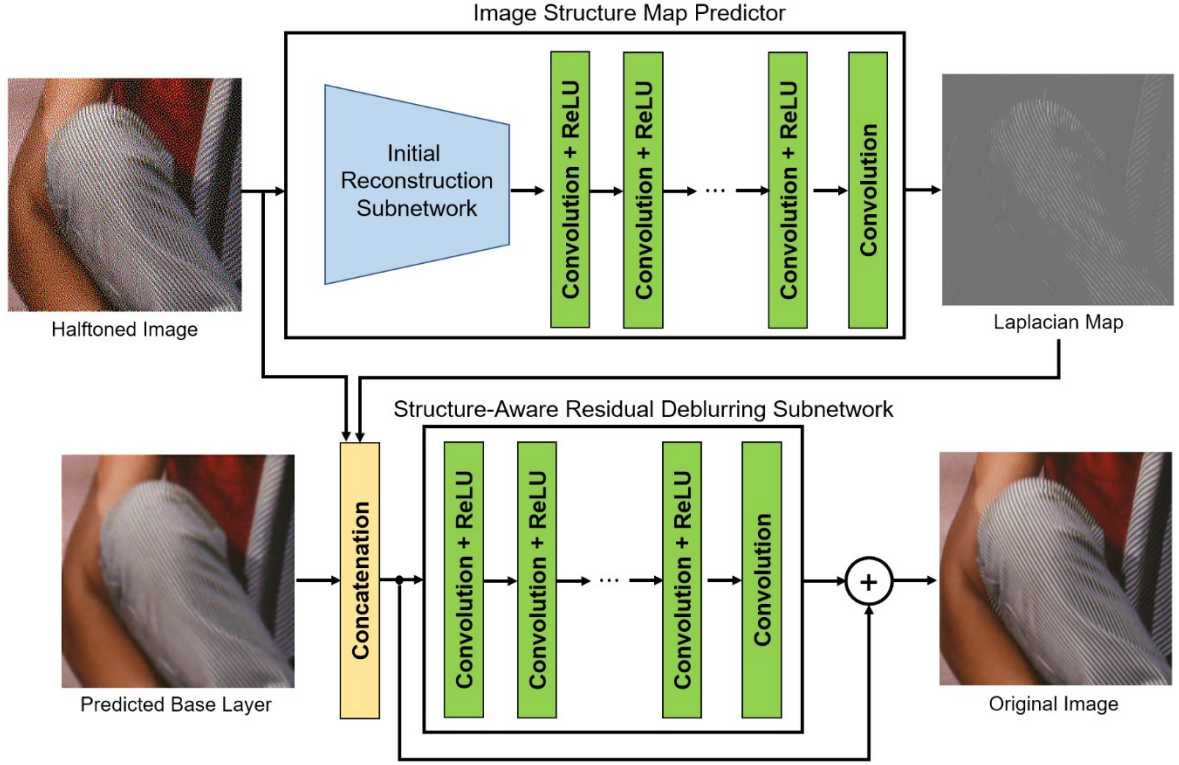 Image Structure Map Predictor
Initial
Reconstruction
Subnetwork
Convolution + ReLU
Convolution + ReLU
...
Convolution + ReLU
Convolution
Halftoned Image
Laplacian Map
Structure-Aware Residual Deblurring Subnetwork
Concatenation
Convolution + ReLU
Convolution + ReLU
...
Convolution + ReLU
Convolution
+
Predicted Base Layer
Original Image